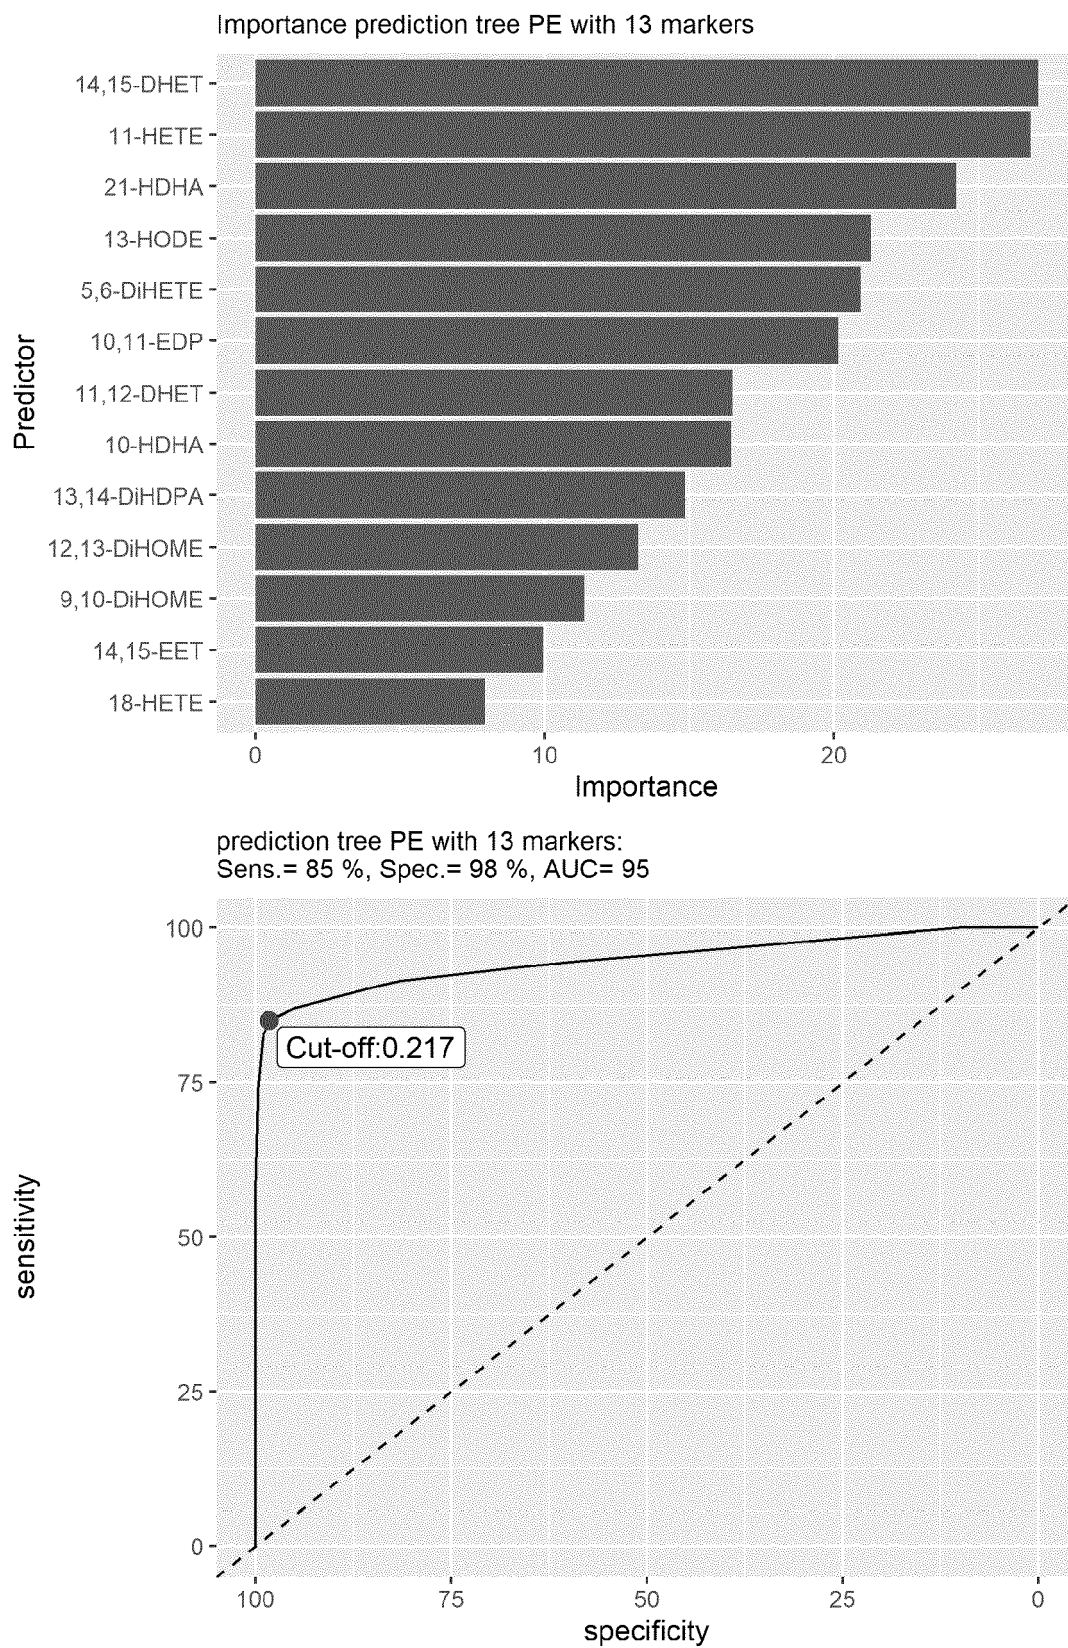 Importance prediction tree PE with 13 markers
14,15-DHET
11-HETE
21-HDHA
13-HODE
5,6-DiHETE
10,11-EDP
11,12-DHET
10-HDHA
13,14-DiHDPA
12,13-DiHOME
9,10-DiHOME
14,15-EET
18-HETE
Predictor
0 10 20
Importance
prediction tree PE with 13 markers:
Sens.= 85 %, Spec.= 98 %, AUC= 95
100
75
50
25
0
Cut-off:0.217
sensitivity
100 75 50 25 0
specificity